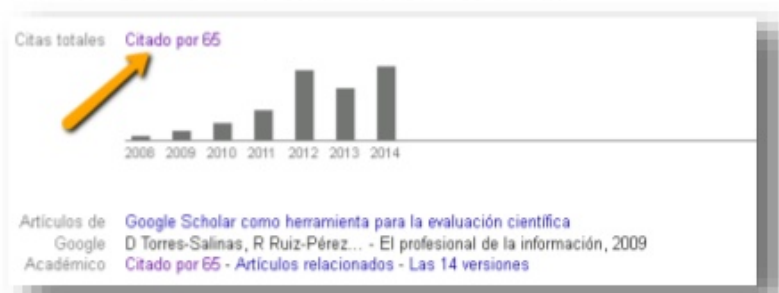 Citas totales Citado por 65
2008 2009 2010 2011 2012 2013 2014
Artículos de Google Scholar como herramienta para la evaluación científica
Google D Torres-Salinas, R Ruiz-Pérez... - El profesional de la información, 2009
Académico Citado por 65 - Artículos relacionados - Las 14 versiones